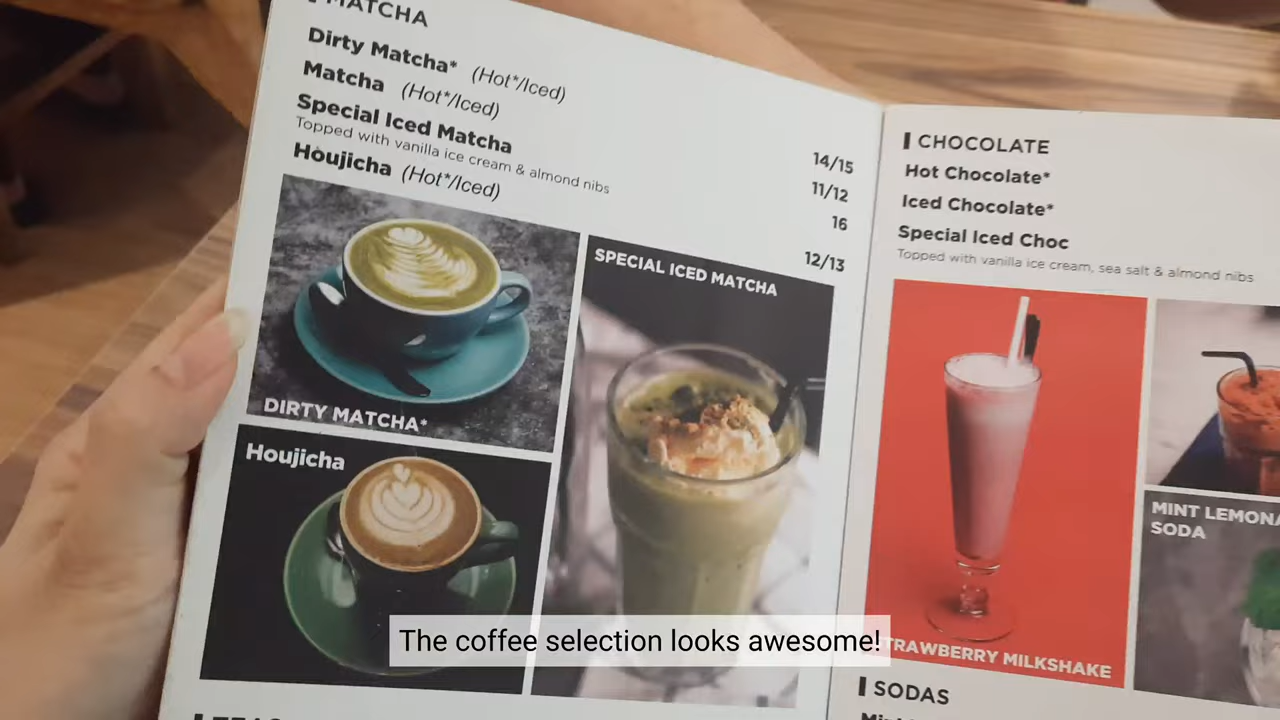 MATCHA
Dirty Matcha* (Hot*/Iced) 14/15
Matcha (Hot*/Iced) 11/12
Special Iced Matcha 16
Topped with vanilla ice cream & almond nibs
Houjicha (Hot*/Iced) 12/13
DIRTY MATCHA*
SPECIAL ICED MATCHA
Houjicha
CHOCOLATE
Hot Chocolate*
Iced Chocolate*
Special Iced Choc
Topped with vanilla ice cream, sea salt & almond nibs
MINT LEMONA
SODA
TRAWBERRY MILKSHAKE
SODAS
The coffee selection looks awesome!